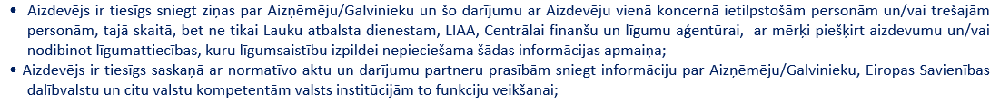 • Aizdevējs ir tiesīgs sniegt ziņas par Aizņēmēju/Galvinieku un šo darījumu ar Aizdevēju vienā koncernā ietilpstošām personām un/vai trešajām
personām, tajā skaitā, bet ne tikai Lauku atbalsta dienestam, LIAA, Centrālai finanšu un līgumu aģentūrai, ar mērķi piešķirt aizdevumu un/vai
nodibinot līgumattiecības, kuru līgumsaistību izpildei nepieciešama šādas informācijas apmaiņa;
• Aizdevējs ir tiesīgs saskaņā ar normatīvo aktu un darījumu partneru prasībām sniegt informāciju par Aizņēmēju/Galvinieku, Eiropas Savienības
dalībvalstu un citu valstu kompetentām valsts institūcijām to funkciju veikšanai;